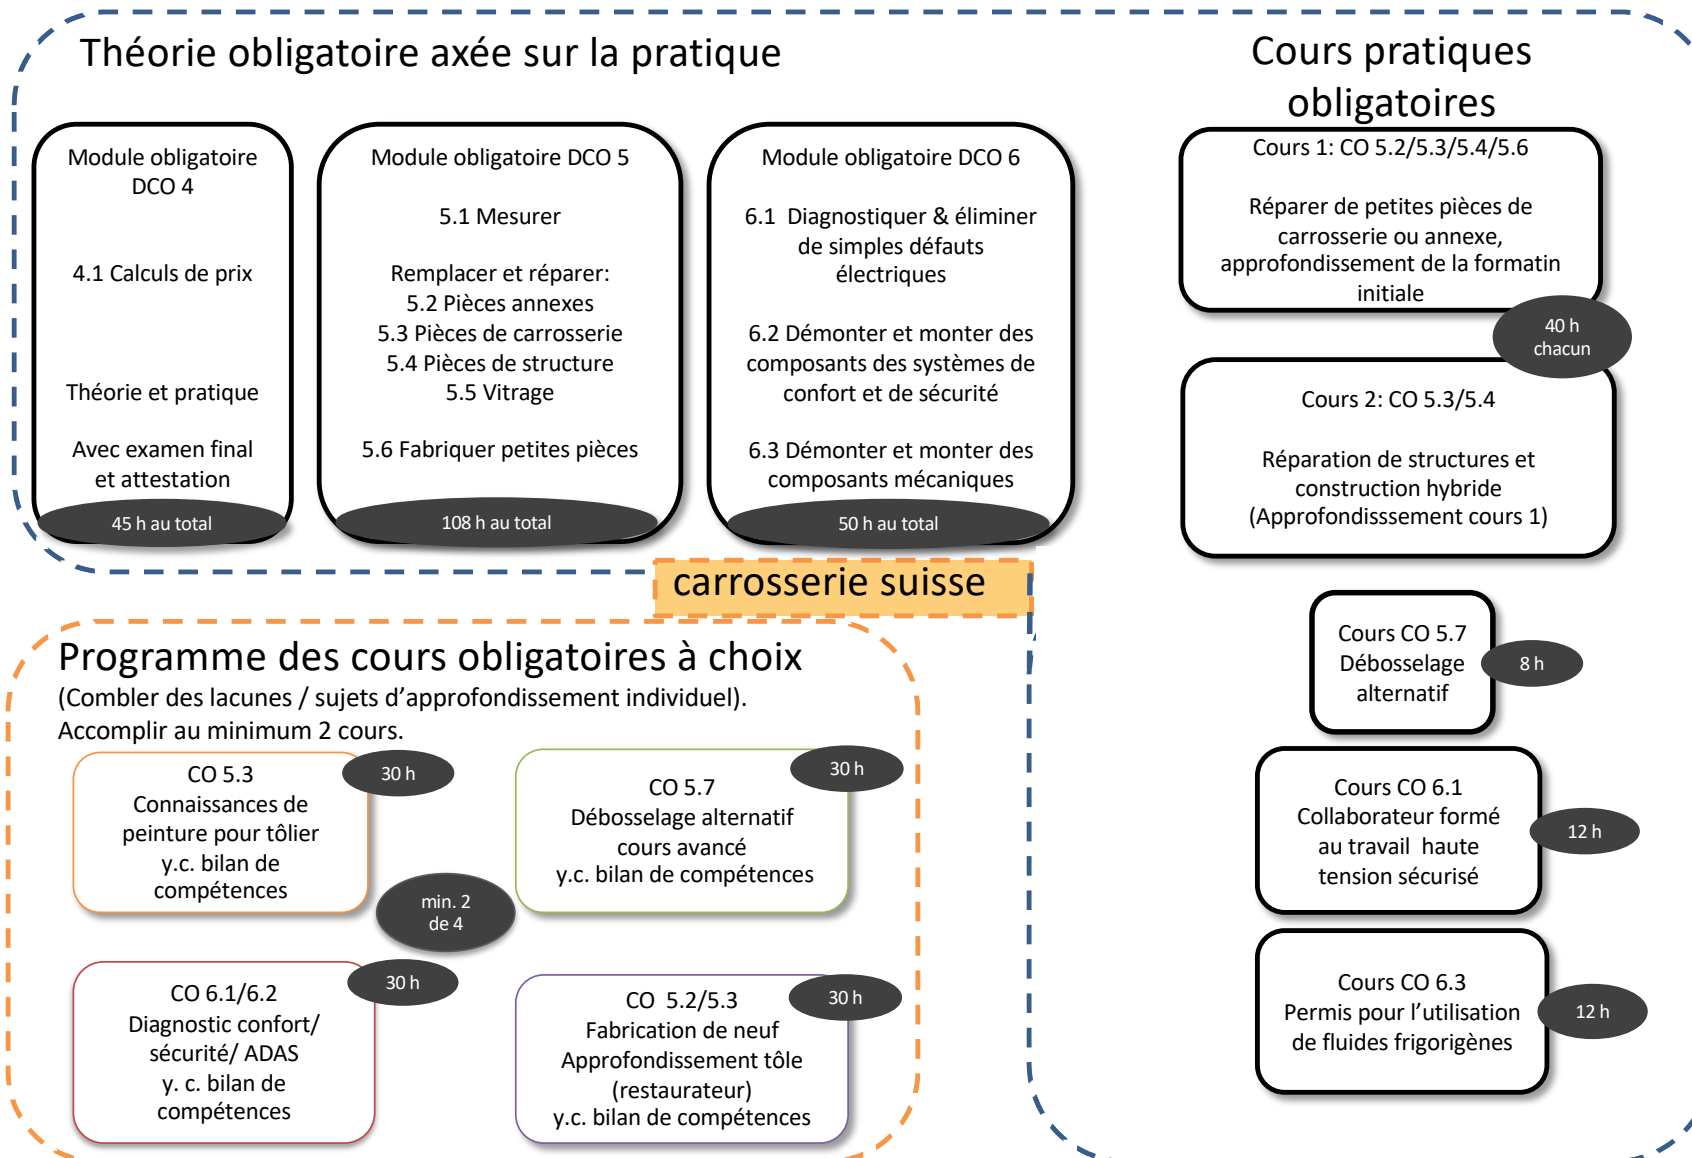 Théorie obligatoire axée sur la pratique
Module obligatoire
DCO 4
4.1 Calculs de prix
Théorie et pratique
Avec examen final
et attestation
45 h au total
Module obligatoire DCO 5
5.1 Mesurer
Remplacer et réparer:
5.2 Pièces annexes
5.3 Pièces de carrosserie
5.4 Pièces de structure
5.5 Vitrage
5.6 Fabriquer petites pièces
108 h au total
Module obligatoire DCO 6
6.1 Diagnostiquer & éliminer
de simples défauts
électriques
6.2 Démonter et monter des
composants des systèmes de
confort et de sécurité
6.3 Démonter et monter des
composants mécaniques
50 h au total
Cours pratiques
obligatoires
Cours 1: CO 5.2/5.3/5.4/5.6
Réparer de petites pièces de
carrosserie ou annexe,
approfondissement de la formatin
initiale
40 h
chacun
Cours 2: CO 5.3/5.4
Réparation de structures et
construction hybride
(Approfondisssement cours 1)
Cours CO 5.7
Débosselage
alternatif
8 h
Cours CO 6.1
Collaborateur formé
au travail haute
tension sécurisé
12 h
Cours CO 6.3
Permis pour l’utilisation
de fluides frigorigènes
12 h
carrosserie suisse
Programme des cours obligatoires à choix
(Combler des lacunes / sujets d’approfondissement individuel).
Accomplir au minimum 2 cours.
CO 5.3
Connaissances de
peinture pour tôlier
y.c. bilan de
compétences
30 h
CO 5.7
Débosselage alternatif
cours avancé
y.c. bilan de compétences
30 h
min. 2
de 4
CO 6.1/6.2
Diagnostic confort/
sécurité/ ADAS
y. c. bilan de
compétences
30 h
CO 5.2/5.3
Fabrication de neuf
Approfondissement tôle
(restaurateur)
y.c. bilan de compétences
30 h